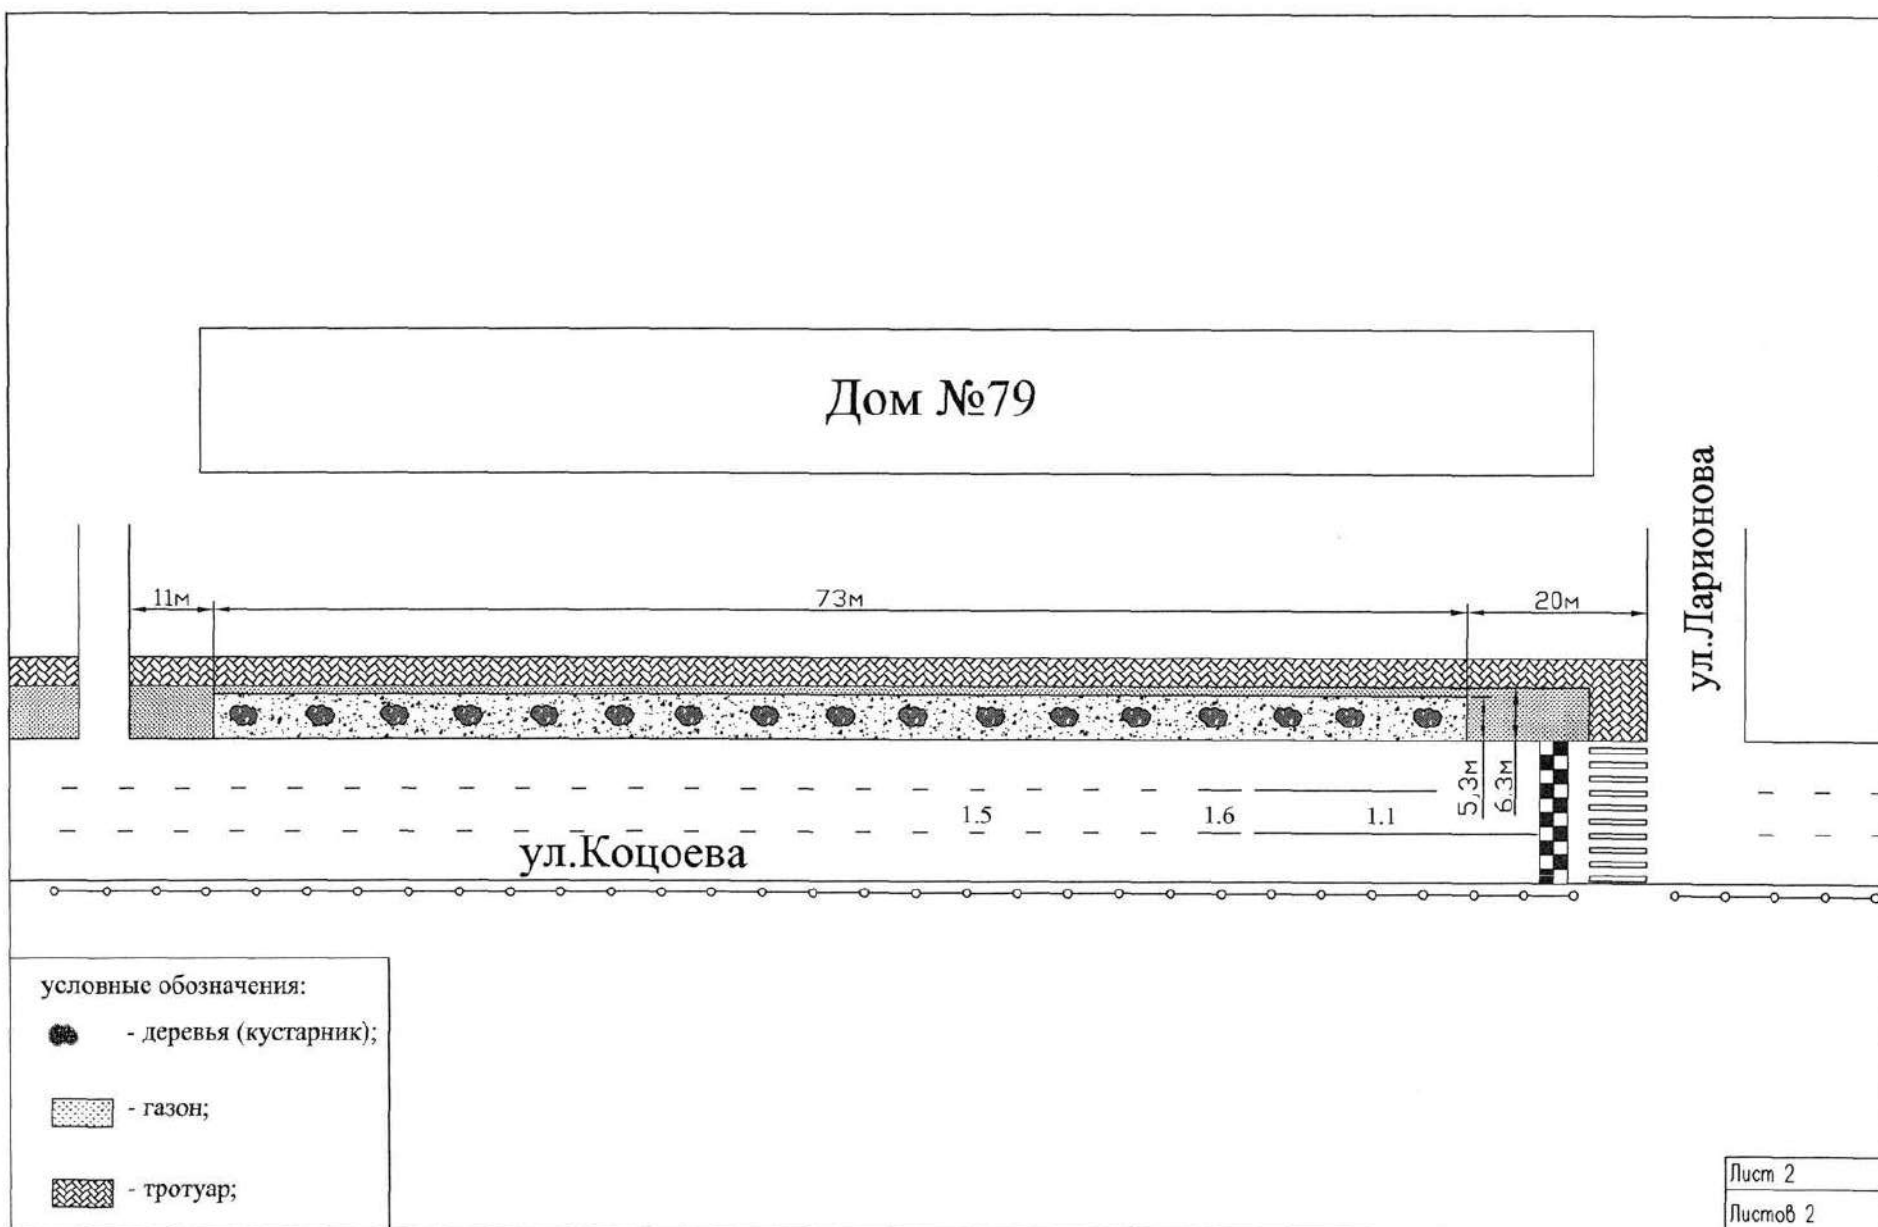 Дом №79
ул.Ларионова
11м
73м
20м
5,3м
6.3м
1.5
1.6
1.1
ул.Коцоева
условные обозначения:
- деревья (кустарник);
- газон;
- тротуар;
Лист 2
Листов 2